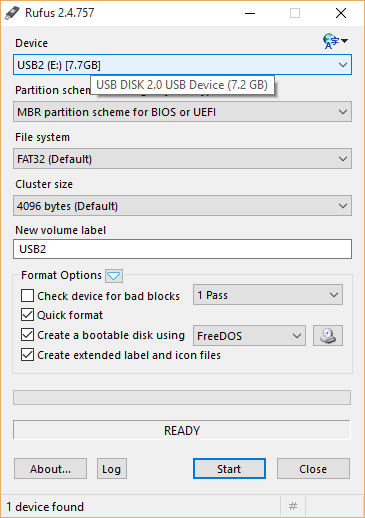 Rufus 2.4.757
Device
USB2 (E:) [7.7GB]
USB DISK 2.0 USB Device (7.2 GB)
Partition schem
MBR partition scheme for BIOS or UEFI
File system
FAT32 (Default)
Cluster size
4096 bytes (Default)
New volume label
USB2
Format Options
Check device for bad blocks 1 Pass
Quick format
Create a bootable disk using FreeDOS
Create extended label and icon files
READY
About... Log Start Close
1 device found #